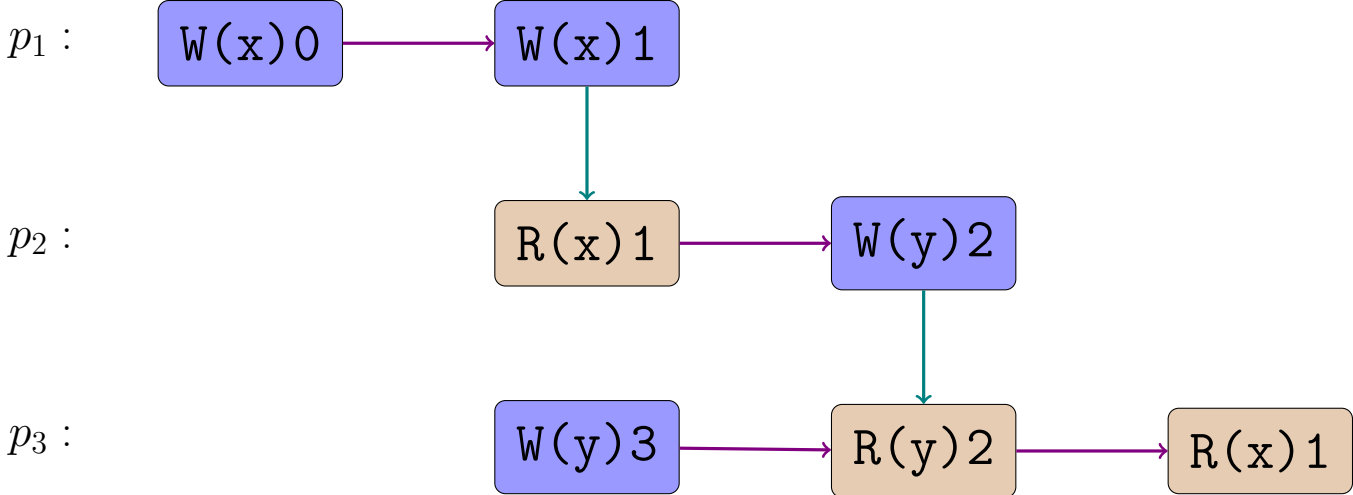 p₁ : W(x)0 W(x)1
p₂ : R(x)1 W(y)2
p₃ : W(y)3 R(y)2 R(x)1